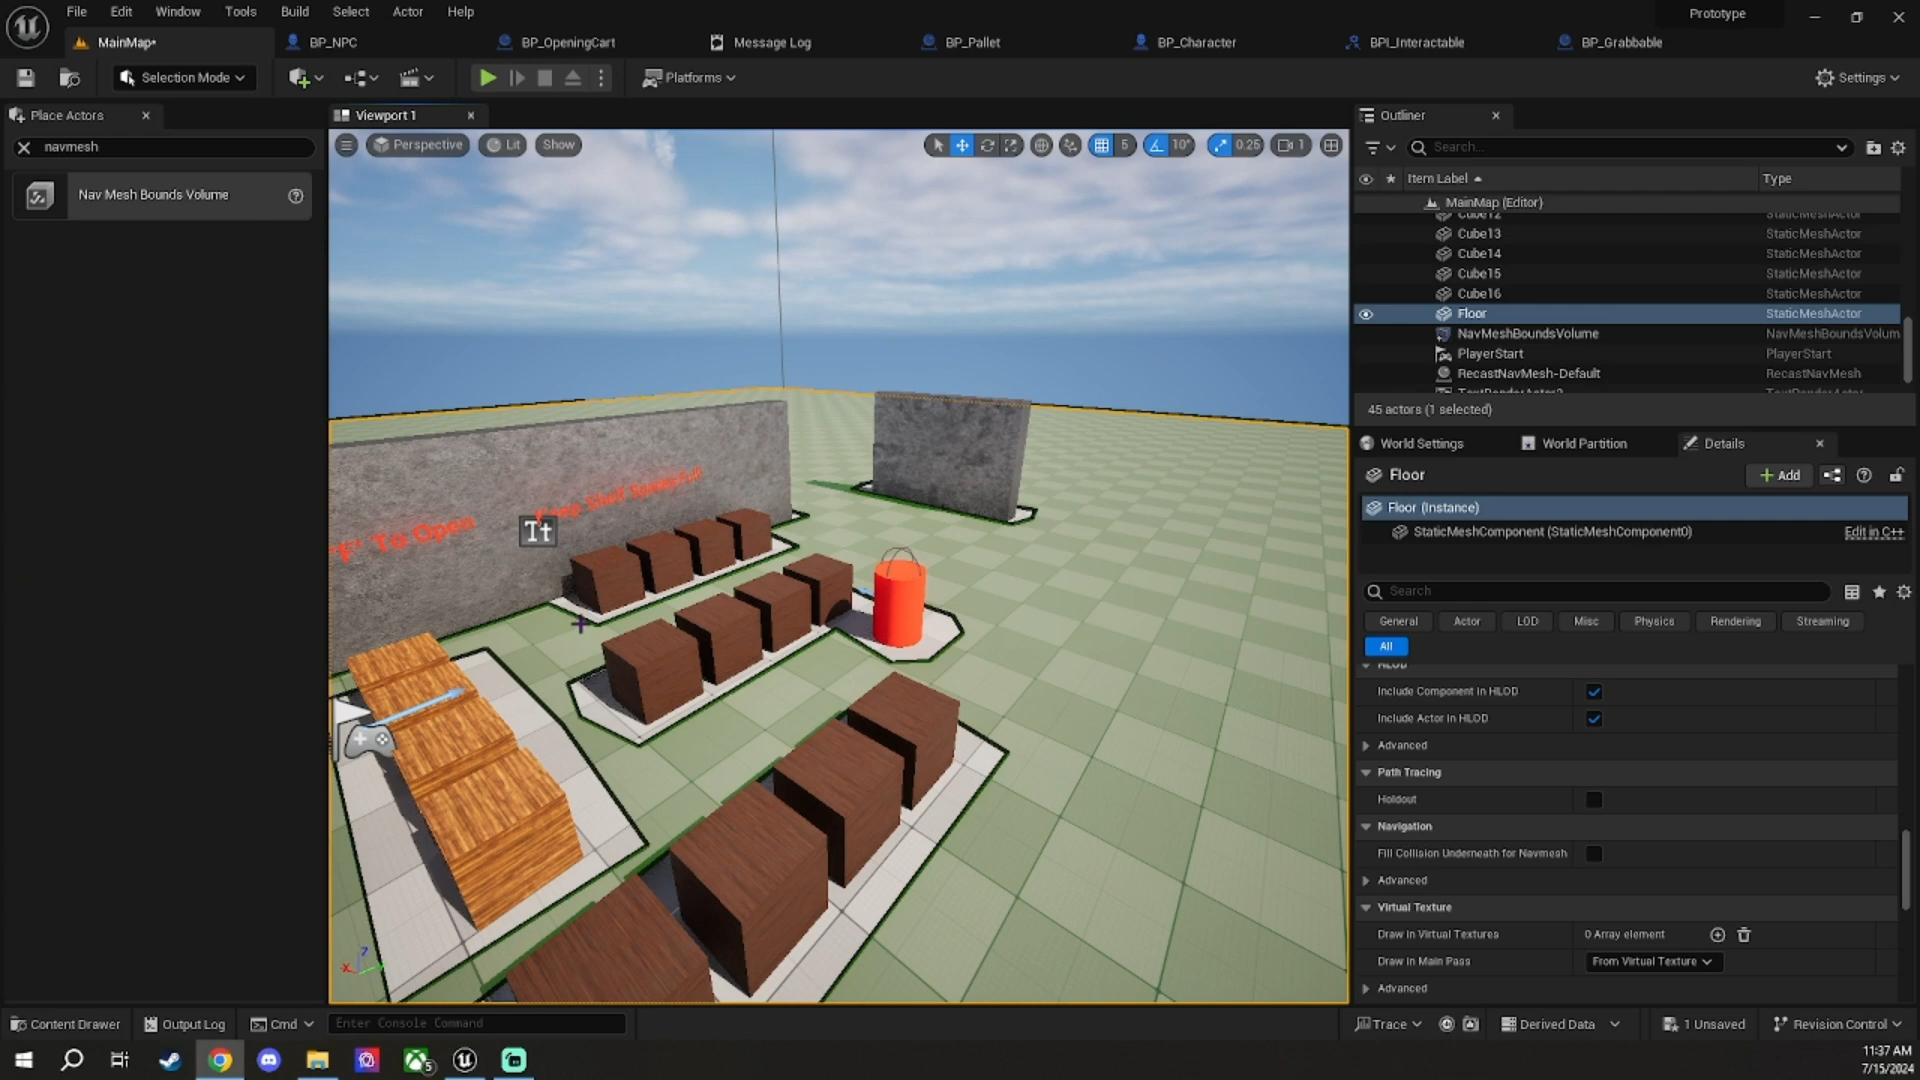 File Edit Window Tools Build Select Actor Help
Prototype
MainMap•
BP_NPC
BP_OpeningCart
Message Log
BP_Pallet
BP_Character
BPI_Interactable
BP_Grabbable
Selection Mode
Platforms
Settings
Place Actors
navmesh
Nav Mesh Bounds Volume
Viewport 1
Perspective
Lit
Show
5
10°
0.25
1
"F" To Open
Tt
Outliner
Search...
Item Label
Type
MainMap (Editor)
Cube12 StaticMeshActor
Cube13 StaticMeshActor
Cube14 StaticMeshActor
Cube15 StaticMeshActor
Cube16 StaticMeshActor
Floor StaticMeshActor
NavMeshBoundsVolume NavMeshBoundsVolum
PlayerStart PlayerStart
RecastNavMesh-Default RecastNavMesh
45 actors (1 selected)
World Settings
World Partition
Details
Floor
Add
Floor (Instance)
StaticMeshComponent (StaticMeshComponent0)
Edit in C++
Search
General
Actor
LOD
Misc
Physics
Rendering
Streaming
All
HLOD
Include Component in HLOD
Include Actor in HLOD
Advanced
Path Tracing
Holdout
Navigation
Fill Collision Underneath for Navmesh
Advanced
Virtual Texture
Draw in Virtual Textures 0 Array element
Draw in Main Pass From Virtual Texture
Advanced
Content Drawer
Output Log
Cmd
Enter Console Command
Trace
Derived Data
1 Unsaved
Revision Control
5
11:37 AM
7/15/2024